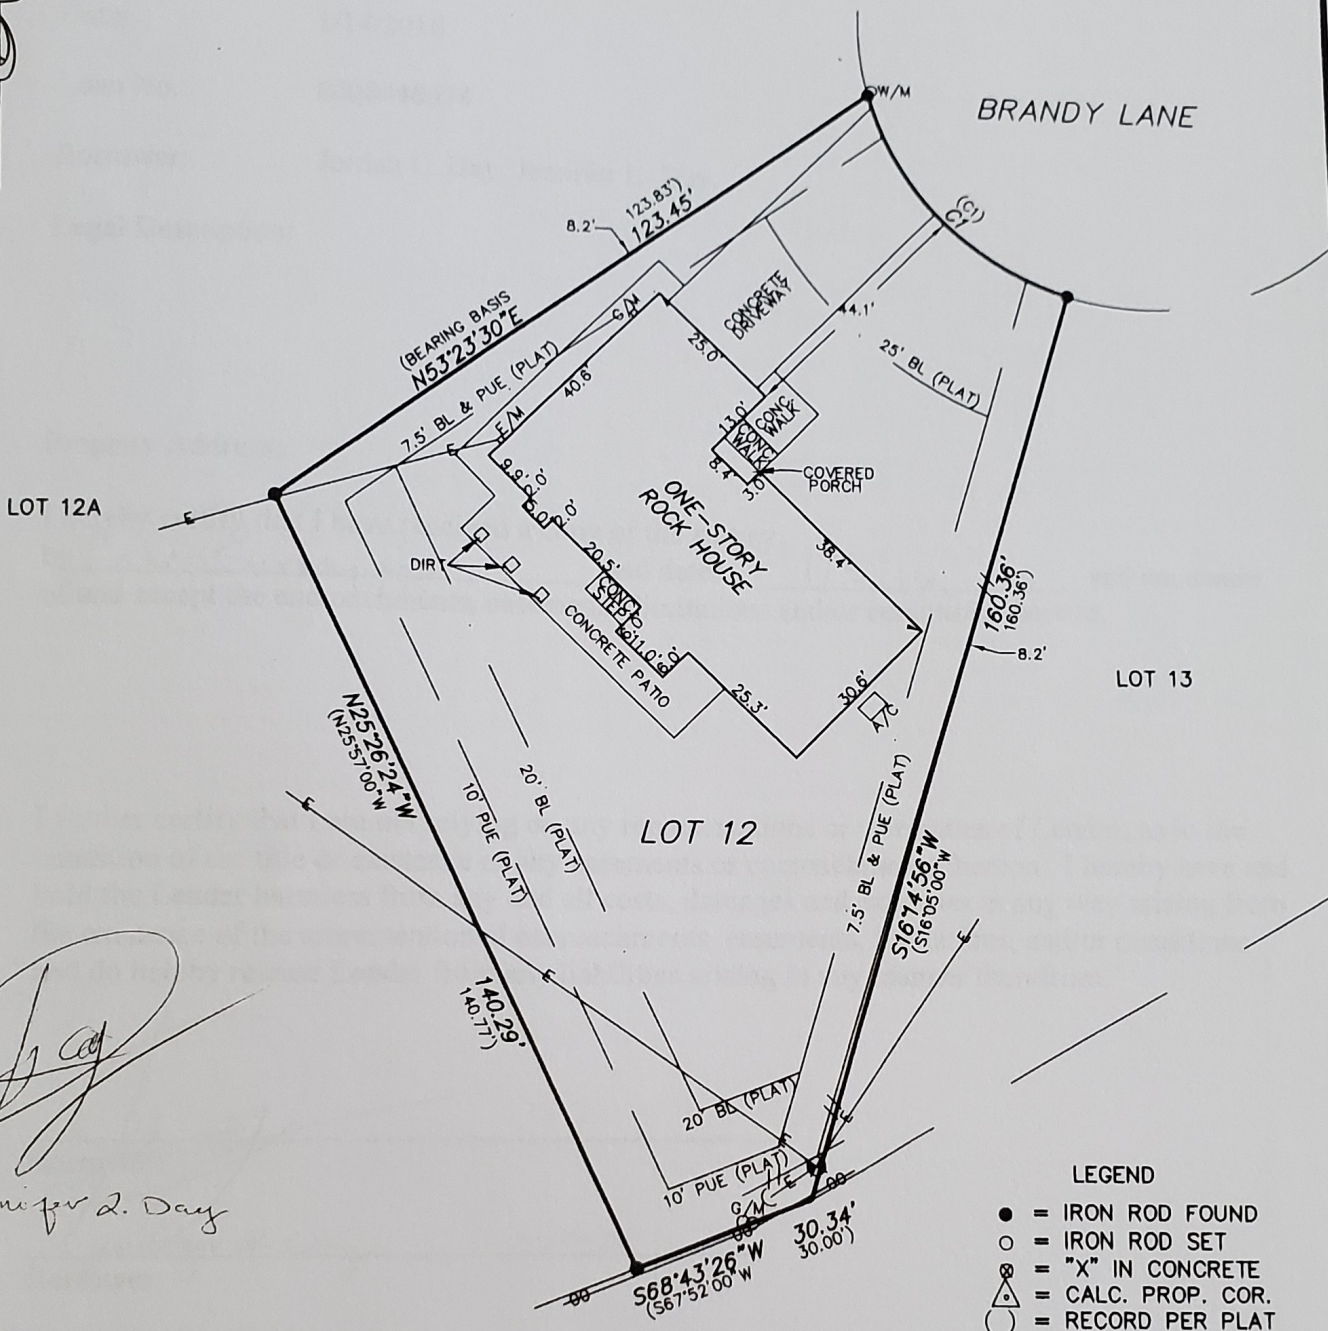 W/M
BRANDY LANE
(123.83')
123.45'
8.2'
(C1)
C1
(BEARING BASIS
N53°23'30"E
7.5' BL & PUE (PLAT)
G/M
E/M
40.6'
25.0'
CONCRETE
DRIVEWAY
44.1'
25' BL (PLAT)
13.0'
CONC
WALK
CONC
WALK
8.4'
3.0'
COVERED
PORCH
LOT 12A
E
E
9.9'
2.0'
5.0'
2.0'
20.5'
ONE-STORY
ROCK HOUSE
38.4'
DIRT
CONC
STEP
CONCRETE PATIO
11.0'
6.0'
25.3'
30.6'
A/C
160.36'
(160.36')
8.2'
LOT 13
N25°26'24"W
(N25°57'00"W
E
20' BL (PLAT)
10' PUE (PLAT)
LOT 12
7.5' BL & PUE (PLAT)
S16°14'56"W
(S16°05'00"W
E
E
140.29'
140.77')
20' BL (PLAT)
E
E
10' PUE (PLAT)
E
G/M
30.34'
30.00')
S68°43'26"W
(S67°52'00"W
Day
LEGEND
● = IRON ROD FOUND
○ = IRON ROD SET
⊗ = "X" IN CONCRETE
△ = CALC. PROP. COR.
( ) = RECORD PER PLAT